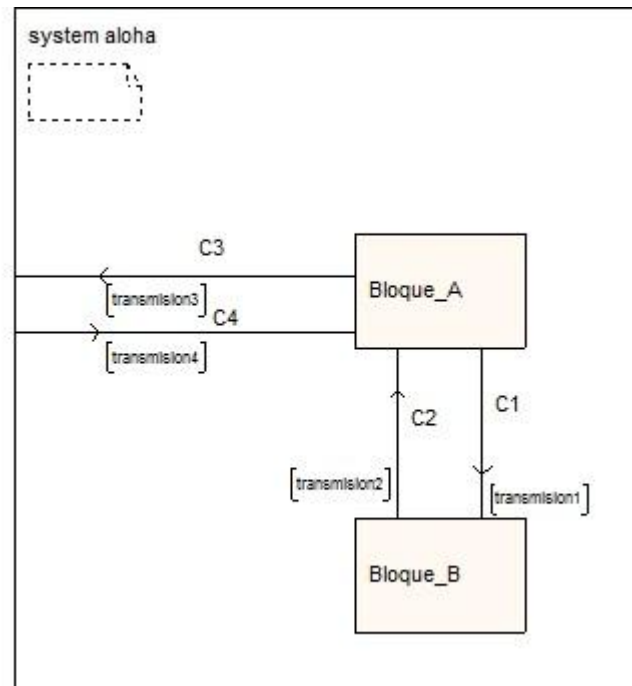 system aloha
C3
Bloque_A
[transmision3]
C4
[transmision4]
C2
C1
[transmision2]
[transmision1]
Bloque_B